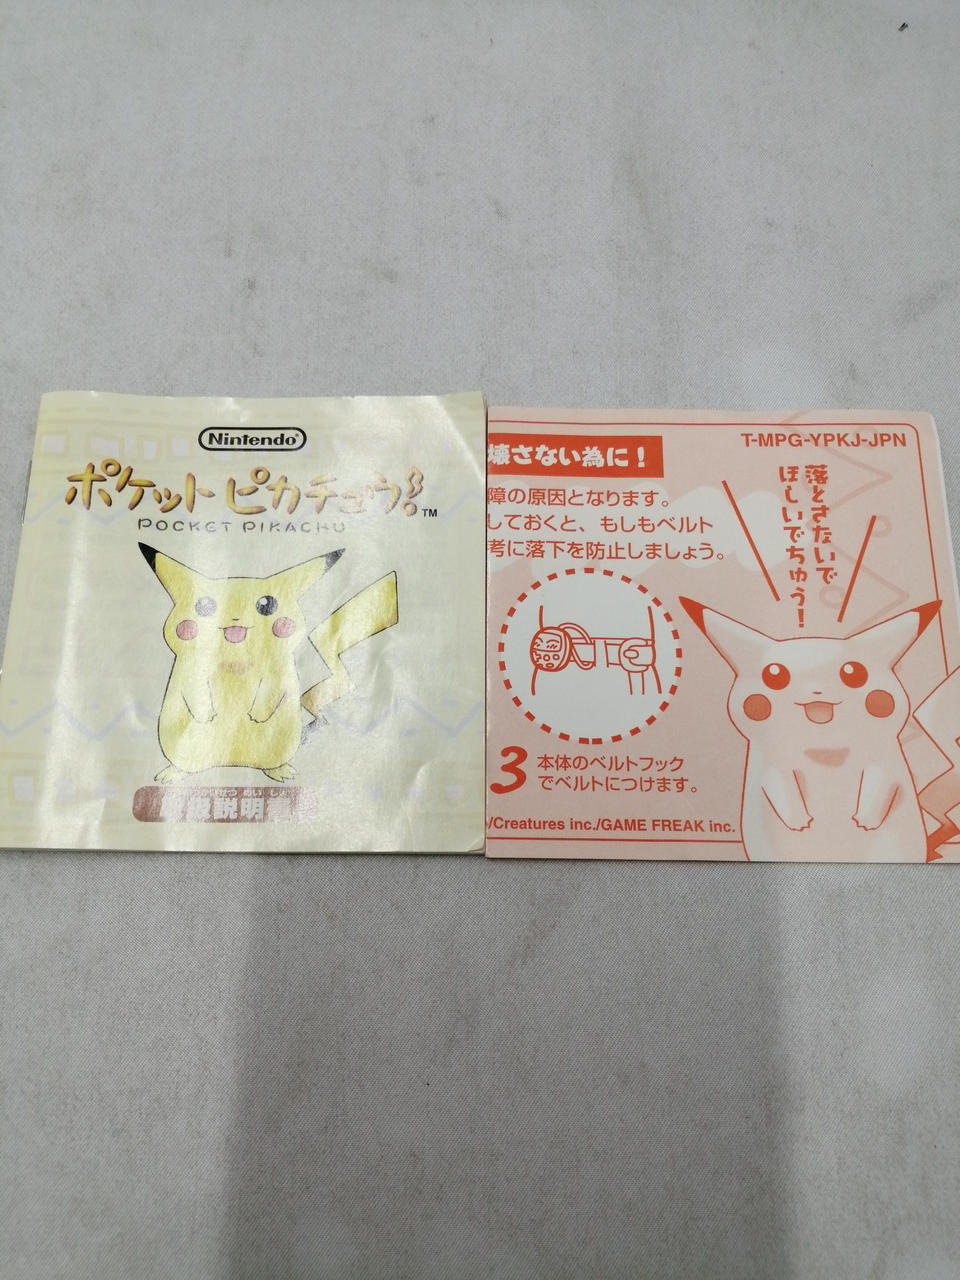 Nintendo®
ポケットピカチュウ!
TM
POCKET PIKACHU
説明
T-MPG-YPKJ-JPN
壊さない為に!
障の原因となります。
しておくと、もしもベルト
考に落下を防止しましょう。
落とさないで
ほしいでちゅう!
3 本体のベルトフック
でベルトにつけます。
/Creatures inc./GAME FREAK inc.